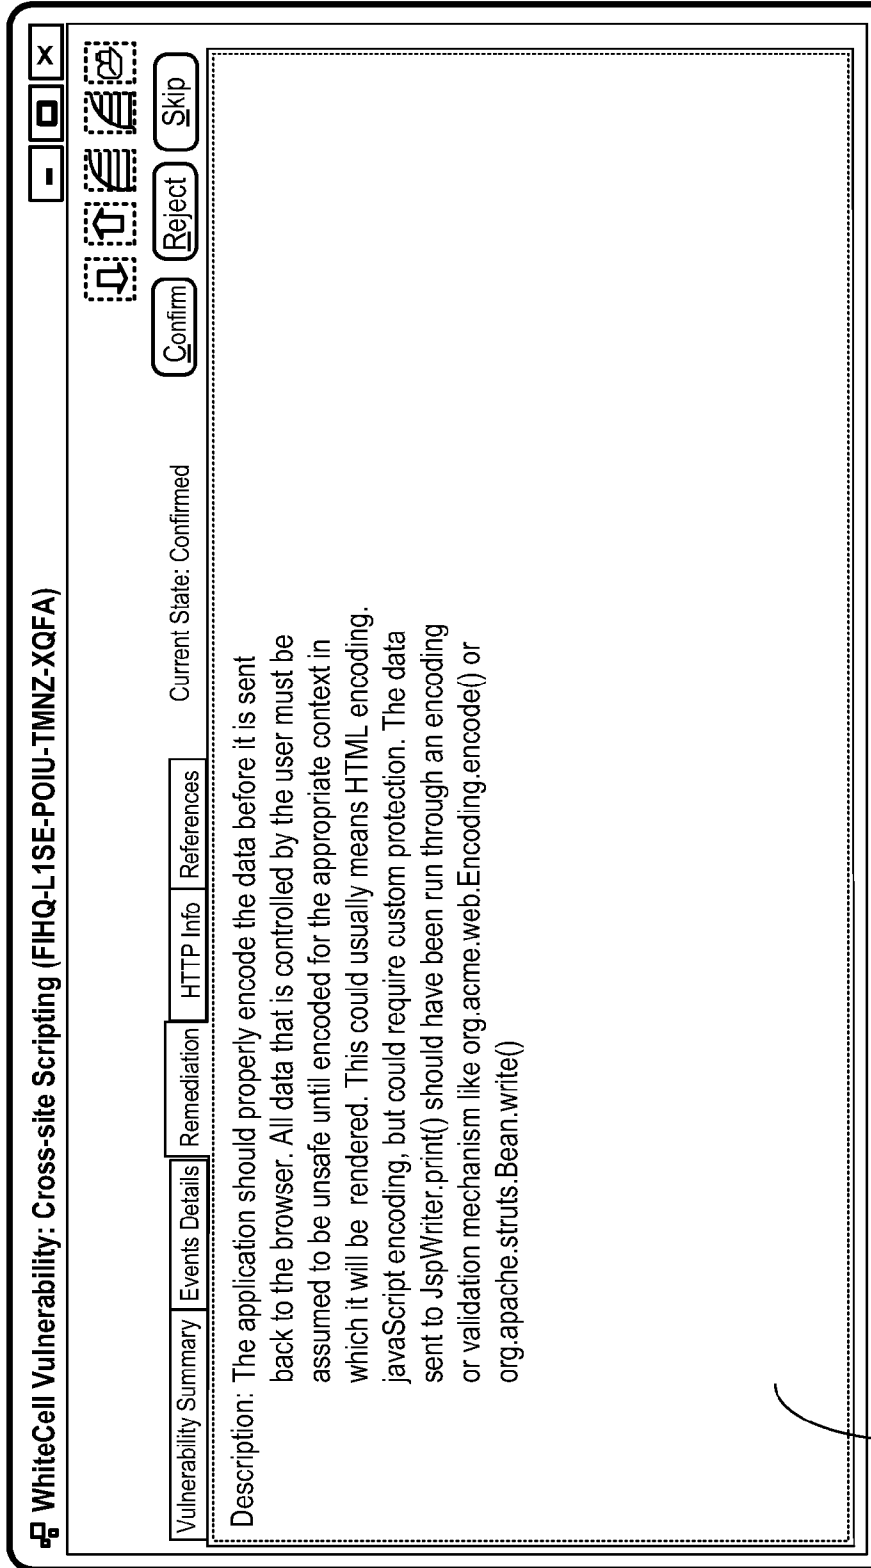 WhiteCell Vulnerability: Cross-site Scripting (FIHQ-L1SE-POIU-TMNZ-XQFA)
Confirm Reject Skip
Vulnerability Summary Events Details Remediation HTTP Info References Current State: Confirmed
Description: The application should properly encode the data before it is sent
back to the browser. All data that is controlled by the user must be
assumed to be unsafe until encoded for the appropriate context in
which it will be rendered. This could usually means HTML encoding.
javaScript encoding, but could require custom protection. The data
sent to JspWriter.print() should have been run through an encoding
or validation mechanism like org.acme.web.Encoding.encode() or
org.apache.struts.Bean.write()